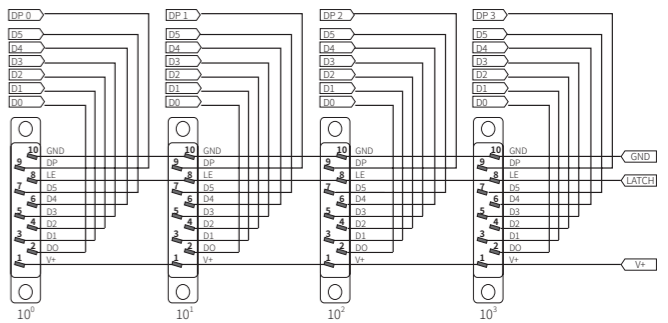 DP 0 DP 1 DP 2 DP 3
D5 D5 D5 D5
D4 D4 D4 D4
D3 D3 D3 D3
D2 D2 D2 D2
D1 D1 D1 D1
D0 D0 D0 D0
10 GND 10 GND 10 GND 10 GND GND
9 DP 9 DP 9 DP 9 DP
8 LE 8 LE 8 LE 8 LE LATCH
7 D5 7 D5 7 D5 7 D5
6 D4 6 D4 6 D4 6 D4
5 D3 5 D3 5 D3 5 D3
4 D2 4 D2 4 D2 4 D2
3 D1 3 D1 3 D1 3 D1
2 DO 2 DO 2 DO 2 DO
1 V+ 1 V+ 1 V+ 1 V+ V+
10⁰ 10¹ 10² 10³